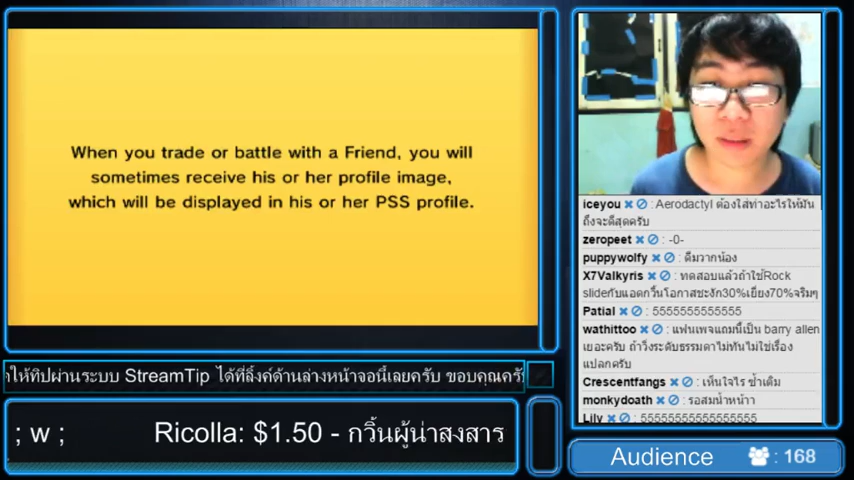 When you trade or battle with a Friend, you will
sometimes receive his or her profile image,
which will be displayed in his or her PSS profile.
iceyou : Aerodactyl ต้องใส่ท่าอะไรให้มัน
ถึงจะดีสุดครับ
zeropeet : -0-
puppywolfy : ดึมวากน้อง
X7Valkyris : ทดสอบแล้วถ้าใช้Rock
slideกับแอดกวิ้นโอกาสชะงัก30%เยี่ยง70%จริมๆ
Patial : 5555555555555
wathittoo : แฟนเพจแถมนี้เป็น barry allen
เยอะครับ ถ้าวิ่งระดับธรรมดาไม่ทันไม่ใช่เรื่อง
แปลกครับ
Crescentfangs : เห็นใจไร ซ้ำเติม
monkydoath : รอสมน้ำหน้าว
Lily : 55555555555555
ให้ทิปผ่านระบบ StreamTip ได้ที่ลิ้งค์ด้านล่างหน้าจอนี้เลยครับ ขอบคุณครั
; w ; Ricolla: $1.50 - กวิ้นผู้น่าสงสาร
Audience : 168